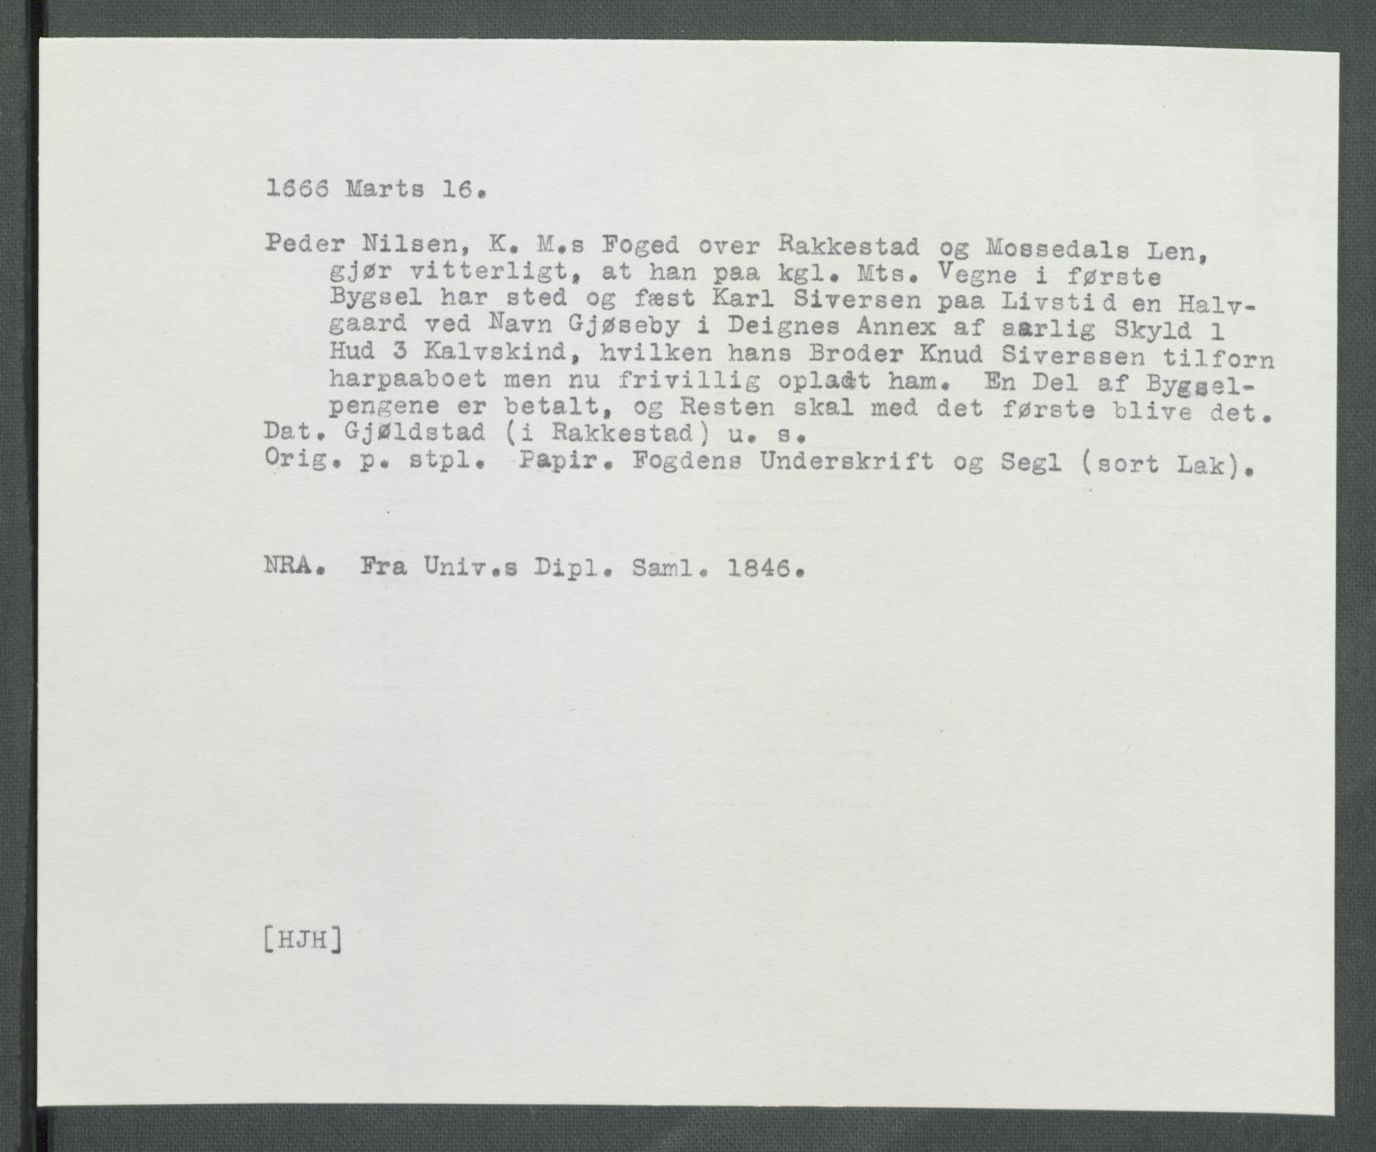 1666 Marts 16.
Peder Nilsen, K. M.s Foged over Rakkestad og Mossedals Len,
gjør vitterligt, at han paa kgl. Mts. Vegne i første
Bygsel har sted og fæst Karl Siversen paa Livstid en Halv-
gaard ved Navn Gjøseby i Deignes Annex af aarlig Skyld 1
Hud 3 Kalvskind, hvilken hans Broder Knud Siverssen tilforn
harpaaboet men nu frivillig opladt ham. En Del af Bygsel-
pengene er betalt, og Resten skal med det første blive det.
Dat. Gjøldstad (i Rakkestad) u. s.
Orig. p. stpl. Papir. Fogdens Underskrift og Segl (sort Lak).
NRA. Fra Univ.s Dipl. Saml. 1846.
[HJH]